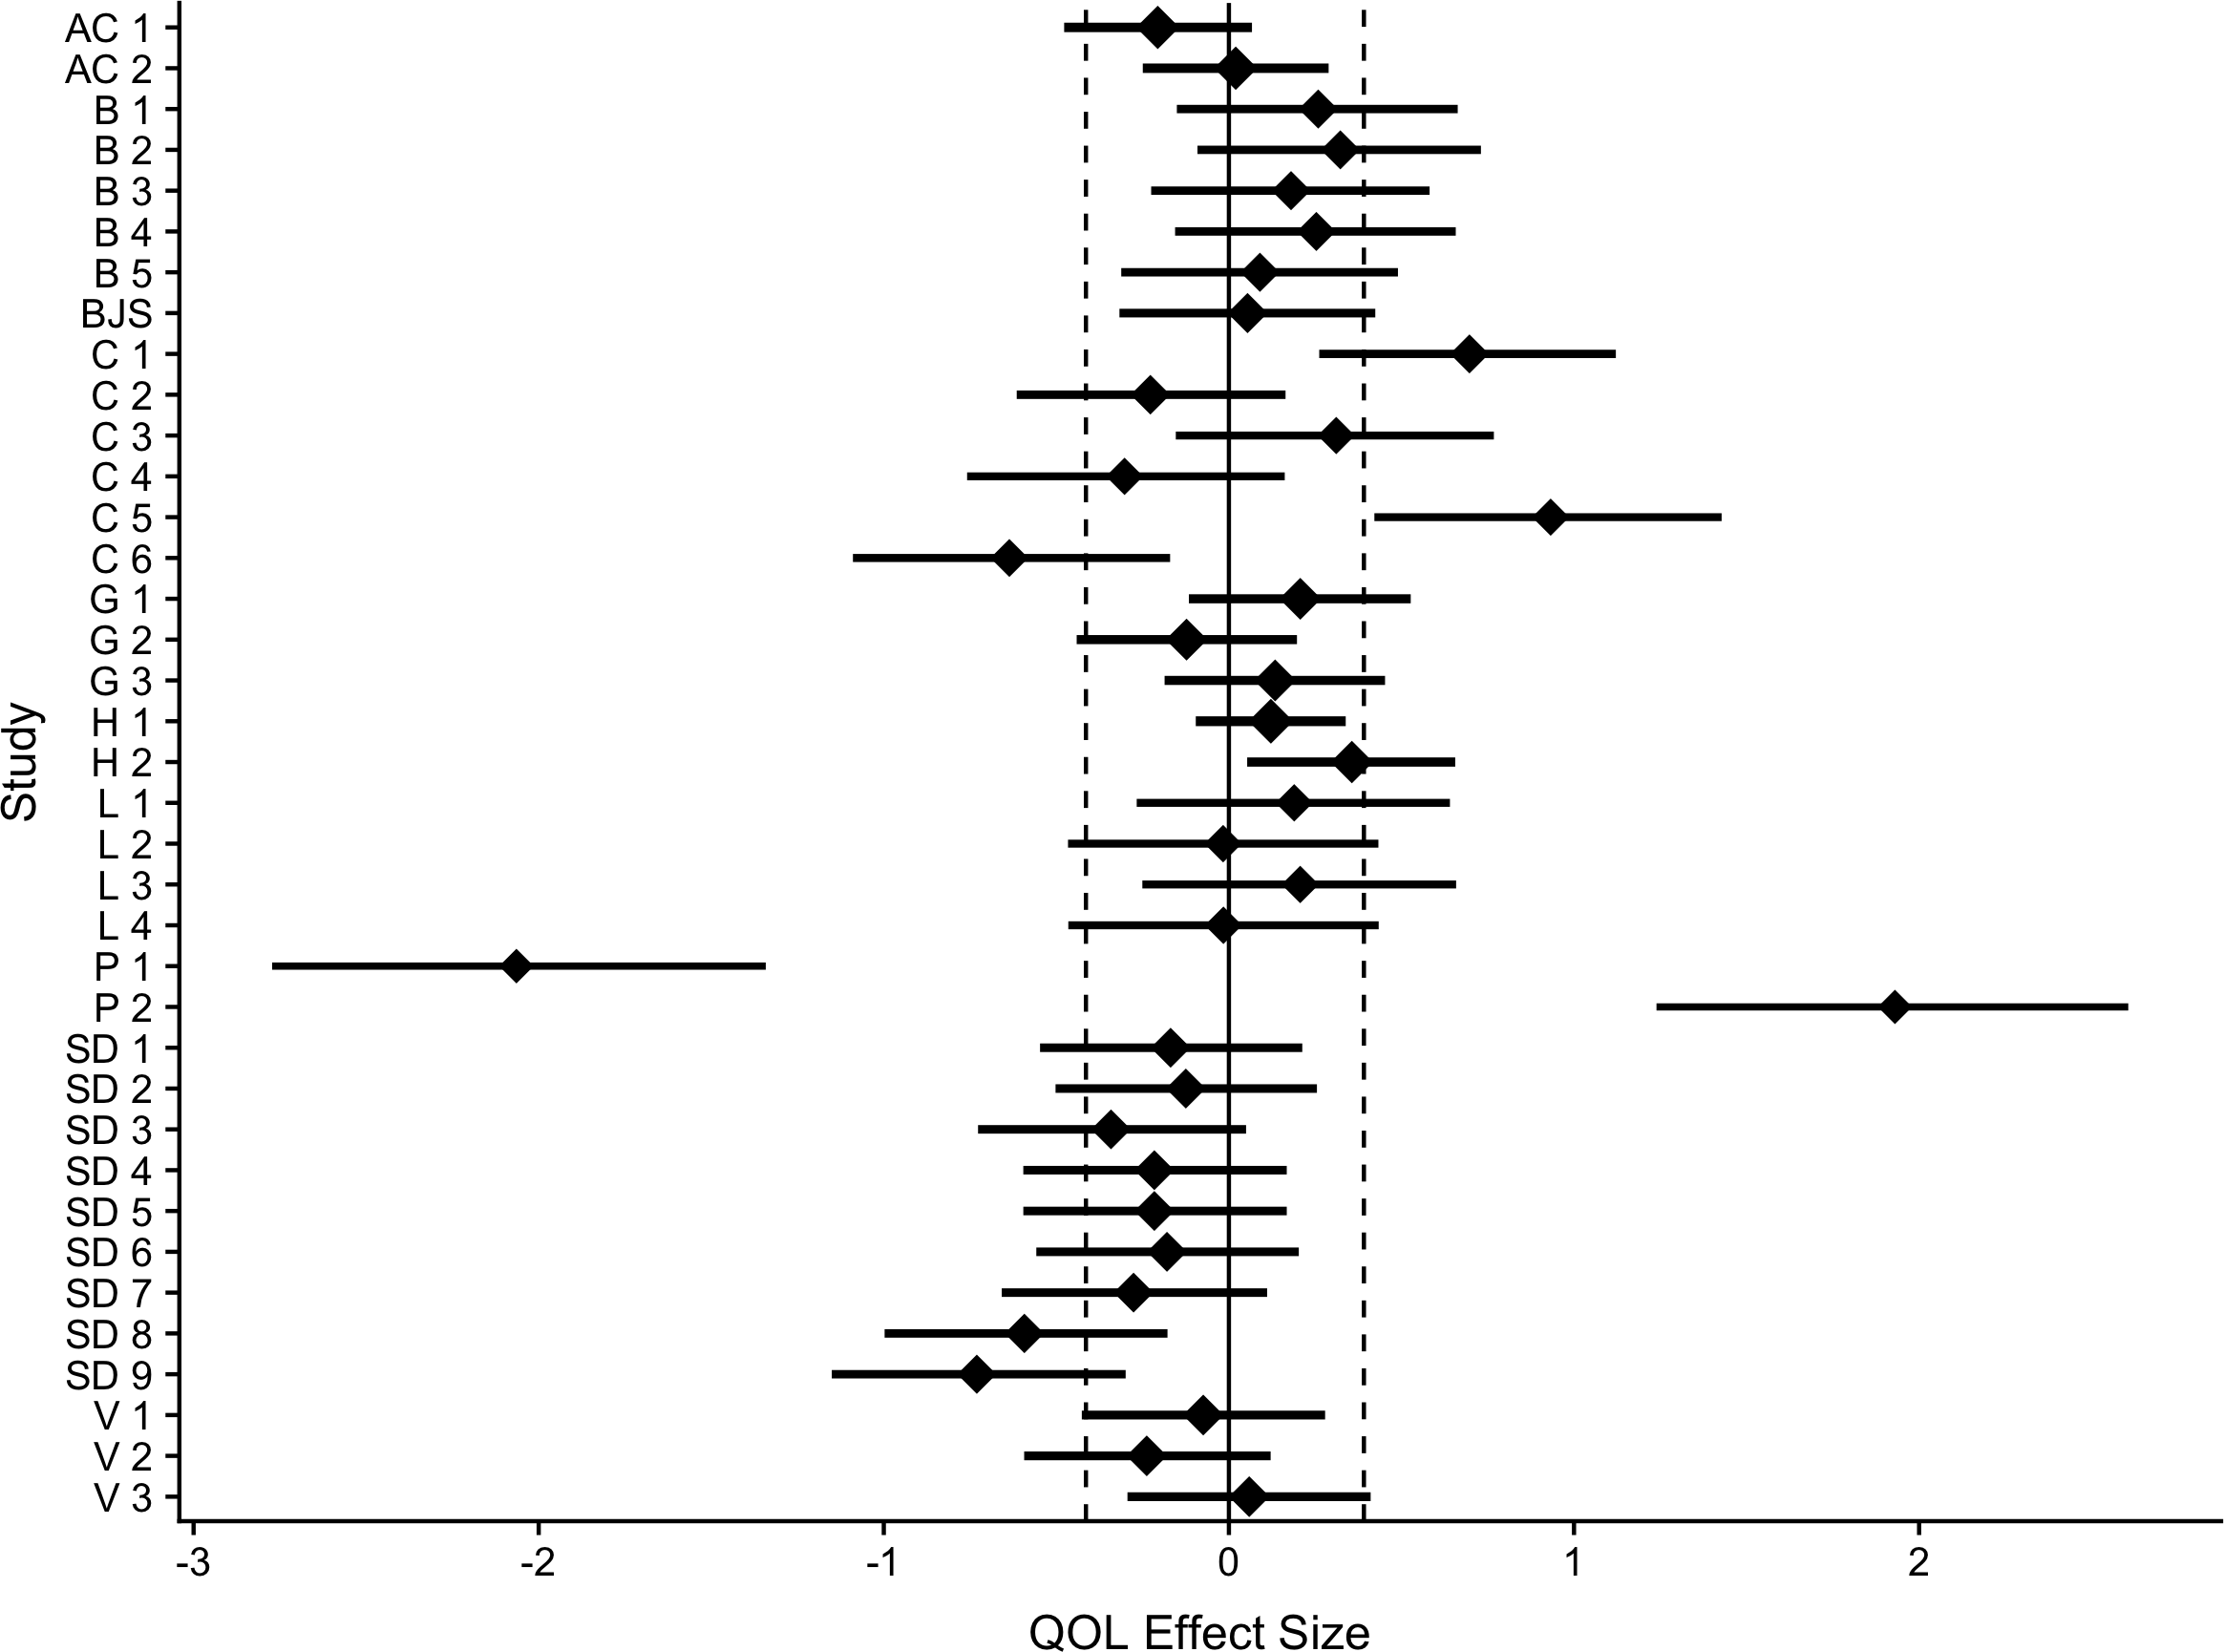 AC 1
AC 2
B 1
B 2
B 3
B 4
B 5
BJS
C 1
C 2
C 3
C 4
C 5
C 6
G 1
G 2
G 3
H 1
H 2
L 1
L 2
L 3
L 4
P 1
P 2
SD 1
SD 2
SD 3
SD 4
SD 5
SD 6
SD 7
SD 8
SD 9
V 1
V 2
V 3
Study
-3 -2 -1 0 1 2
QOL Effect Size